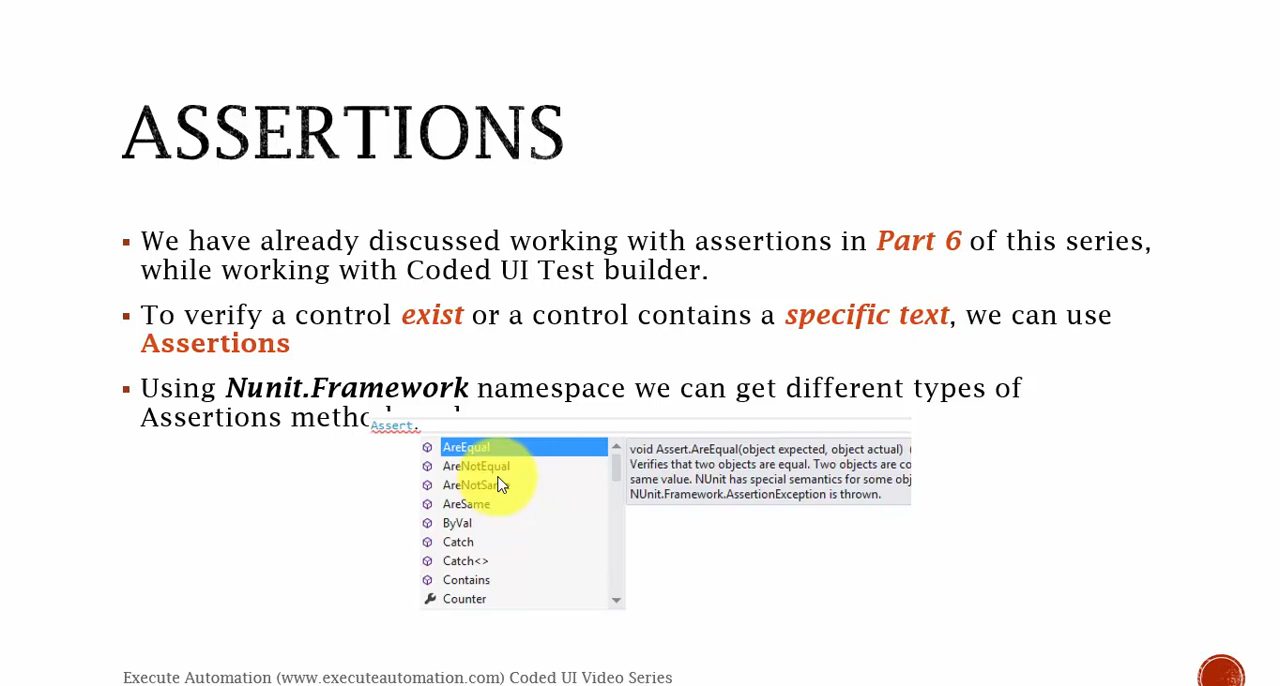 ASSERTIONS
▪ We have already discussed working with assertions in Part 6 of this series,
while working with Coded UI Test builder.
▪ To verify a control exist or a control contains a specific text, we can use
Assertions
▪ Using Nunit.Framework namespace we can get different types of
Assertions
Assert.
AreEqual
AreNotEqual
AreNotSame
AreSame
ByVal
Catch
Catch<>
Contains
Counter
void Assert.AreEqual(object expected, object actual) (
Verifies that two objects are equal. Two objects are co
same value. NUnit has special semantics for some obj
NUnit.Framework.AssertionException is thrown.
Execute Automation (www.executeautomation.com) Coded UI Video Series